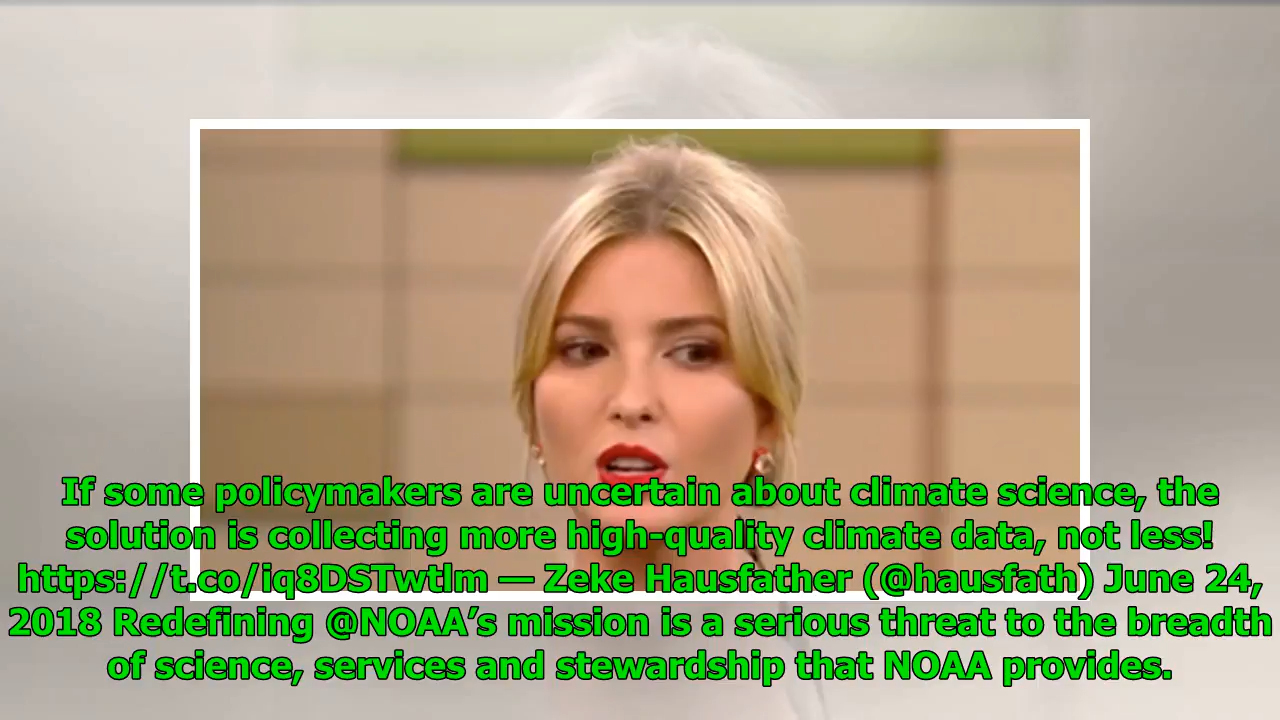 If some policymakers are uncertain about climate science, the
solution is collecting more high-quality climate data, not less!
https://t.co/iq8DSTwtlm — Zeke Hausfather (@hausfath) June 24,
2018 Redefining @NOAA’s mission is a serious threat to the breadth
of science, services and stewardship that NOAA provides.